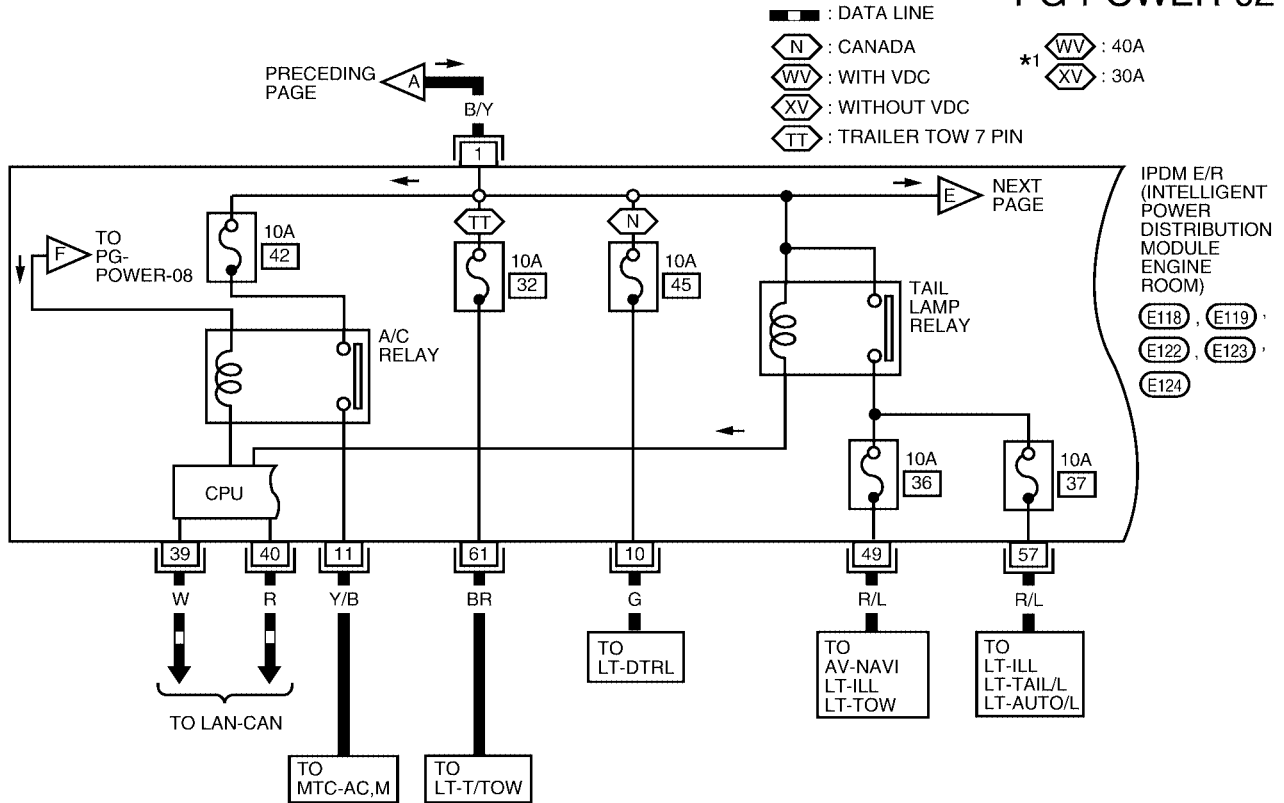 PG-POWER-02
: DATA LINE
N : CANADA
WV : WITH VDC
XV : WITHOUT VDC
TT : TRAILER TOW 7 PIN
*1 WV : 40A
XV : 30A
PRECEDING
PAGE
A
B/Y
1
F
TO
PG-
POWER-08
10A
42
TT
10A
32
N
10A
45
E
NEXT
PAGE
IPDM E/R
(INTELLIGENT
POWER
DISTRIBUTION
MODULE
ENGINE
ROOM)
E118 , E119 ,
E122 , E123 ,
E124
A/C
RELAY
TAIL
LAMP
RELAY
CPU
10A
36
10A
37
39 40 11 61 10 49 57
W R Y/B BR G R/L R/L
TO LAN-CAN
TO
MTC-AC,M
TO
LT-T/TOW
TO
LT-DTRL
TO
AV-NAVI
LT-ILL
LT-TOW
TO
LT-ILL
LT-TAIL/L
LT-AUTO/L